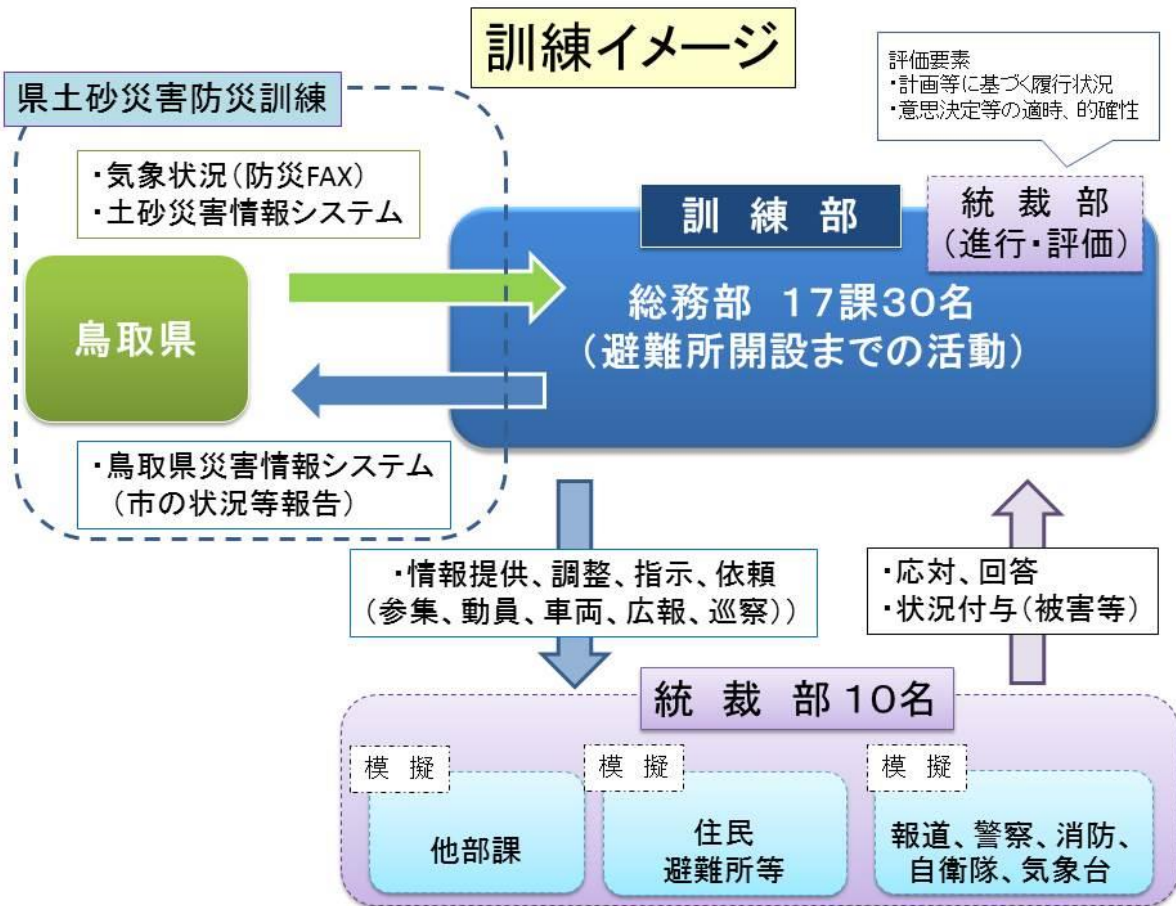 訓練イメージ
評価要素
・計画等に基づく履行状況
・意思決定等の適時、的確性
県土砂災害防災訓練
・気象状況(防災FAX)
・土砂災害情報システム
鳥取県
・鳥取県災害情報システム
(市の状況等報告)
訓 練 部
統 裁 部
(進行・評価)
総務部 17課30名
(避難所開設までの活動)
・情報提供、調整、指示、依頼
(参集、動員、車両、広報、巡察))
・応対、回答
・状況付与(被害等)
統 裁 部 10名
模 擬
他部課
模 擬
住民
避難所等
模 擬
報道、警察、消防、
自衛隊、気象台